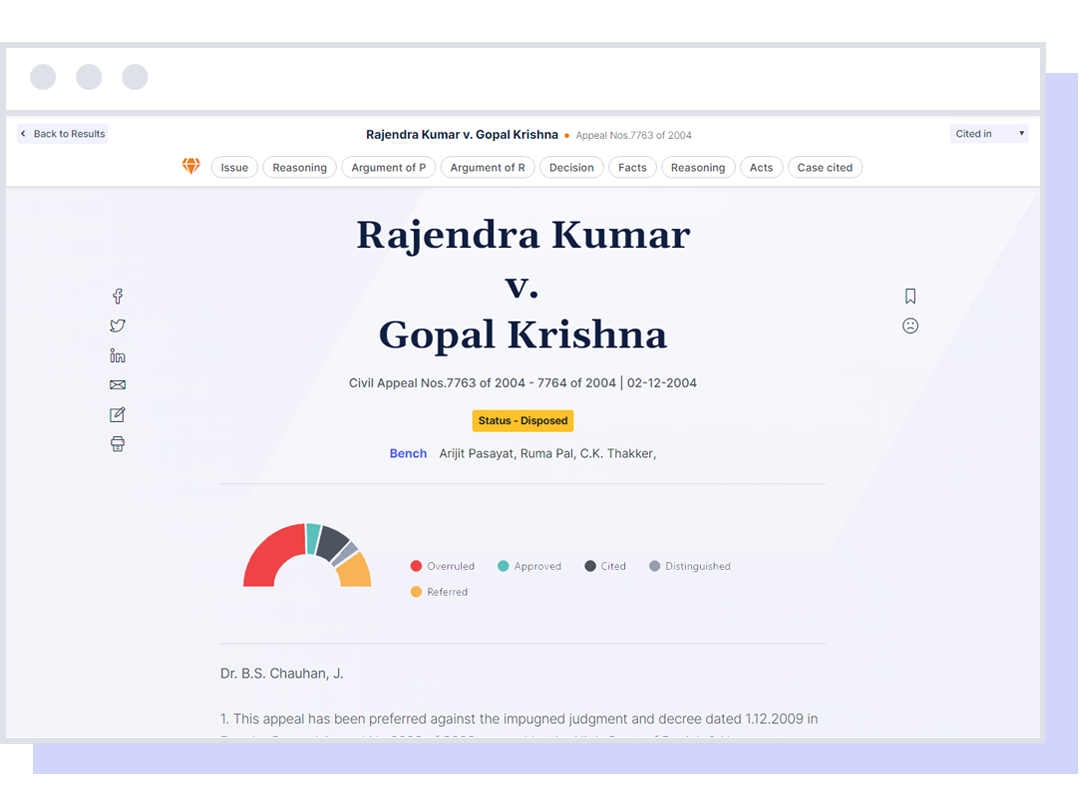 Back to Results
Rajendra Kumar v. Gopal Krishna • Appeal Nos.7763 of 2004
Cited in
Issue Reasoning Argument of P Argument of R Decision Facts Reasoning Acts Case cited
Rajendra Kumar
v.
Gopal Krishna
Civil Appeal Nos.7763 of 2004 - 7764 of 2004 | 02-12-2004
Status - Disposed
Bench Arijit Pasayat, Ruma Pal, C.K. Thakker,
Overruled Approved Cited Distinguished
Referred
Dr. B.S. Chauhan, J.
1. This appeal has been preferred against the impugned judgment and decree dated 1.12.2009 in